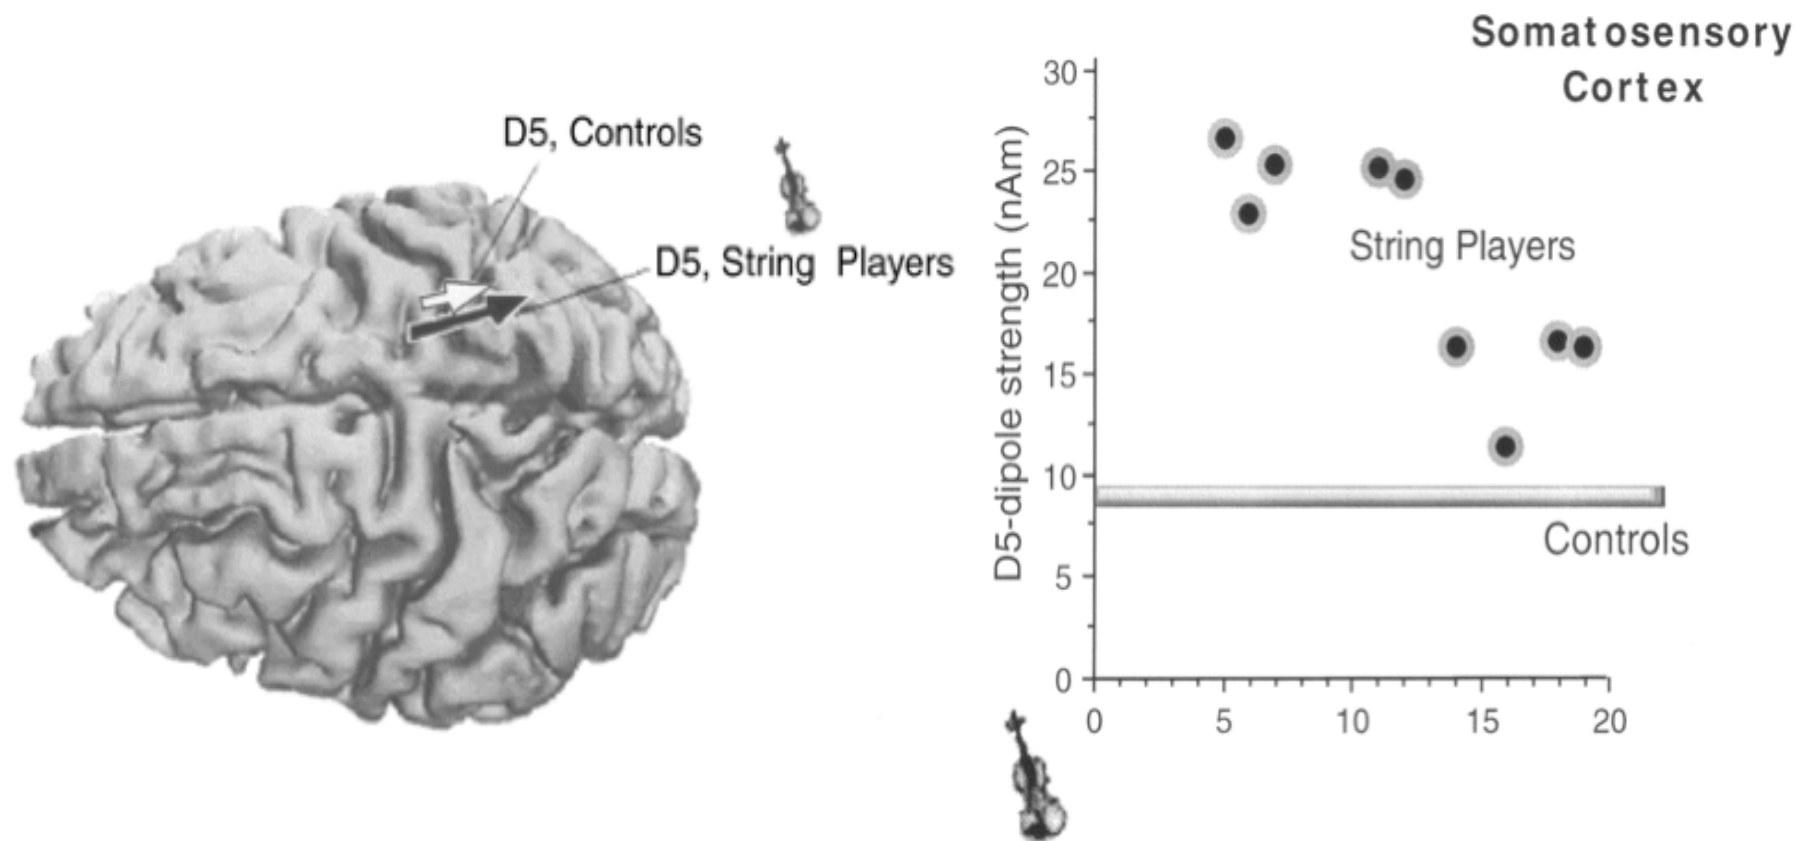 D5, Controls
D5, String Players
Somatosensory
Cortex
D5-dipole strength (nAm)
30
25
20
15
10
5
0
String Players
Controls
0 5 10 15 20